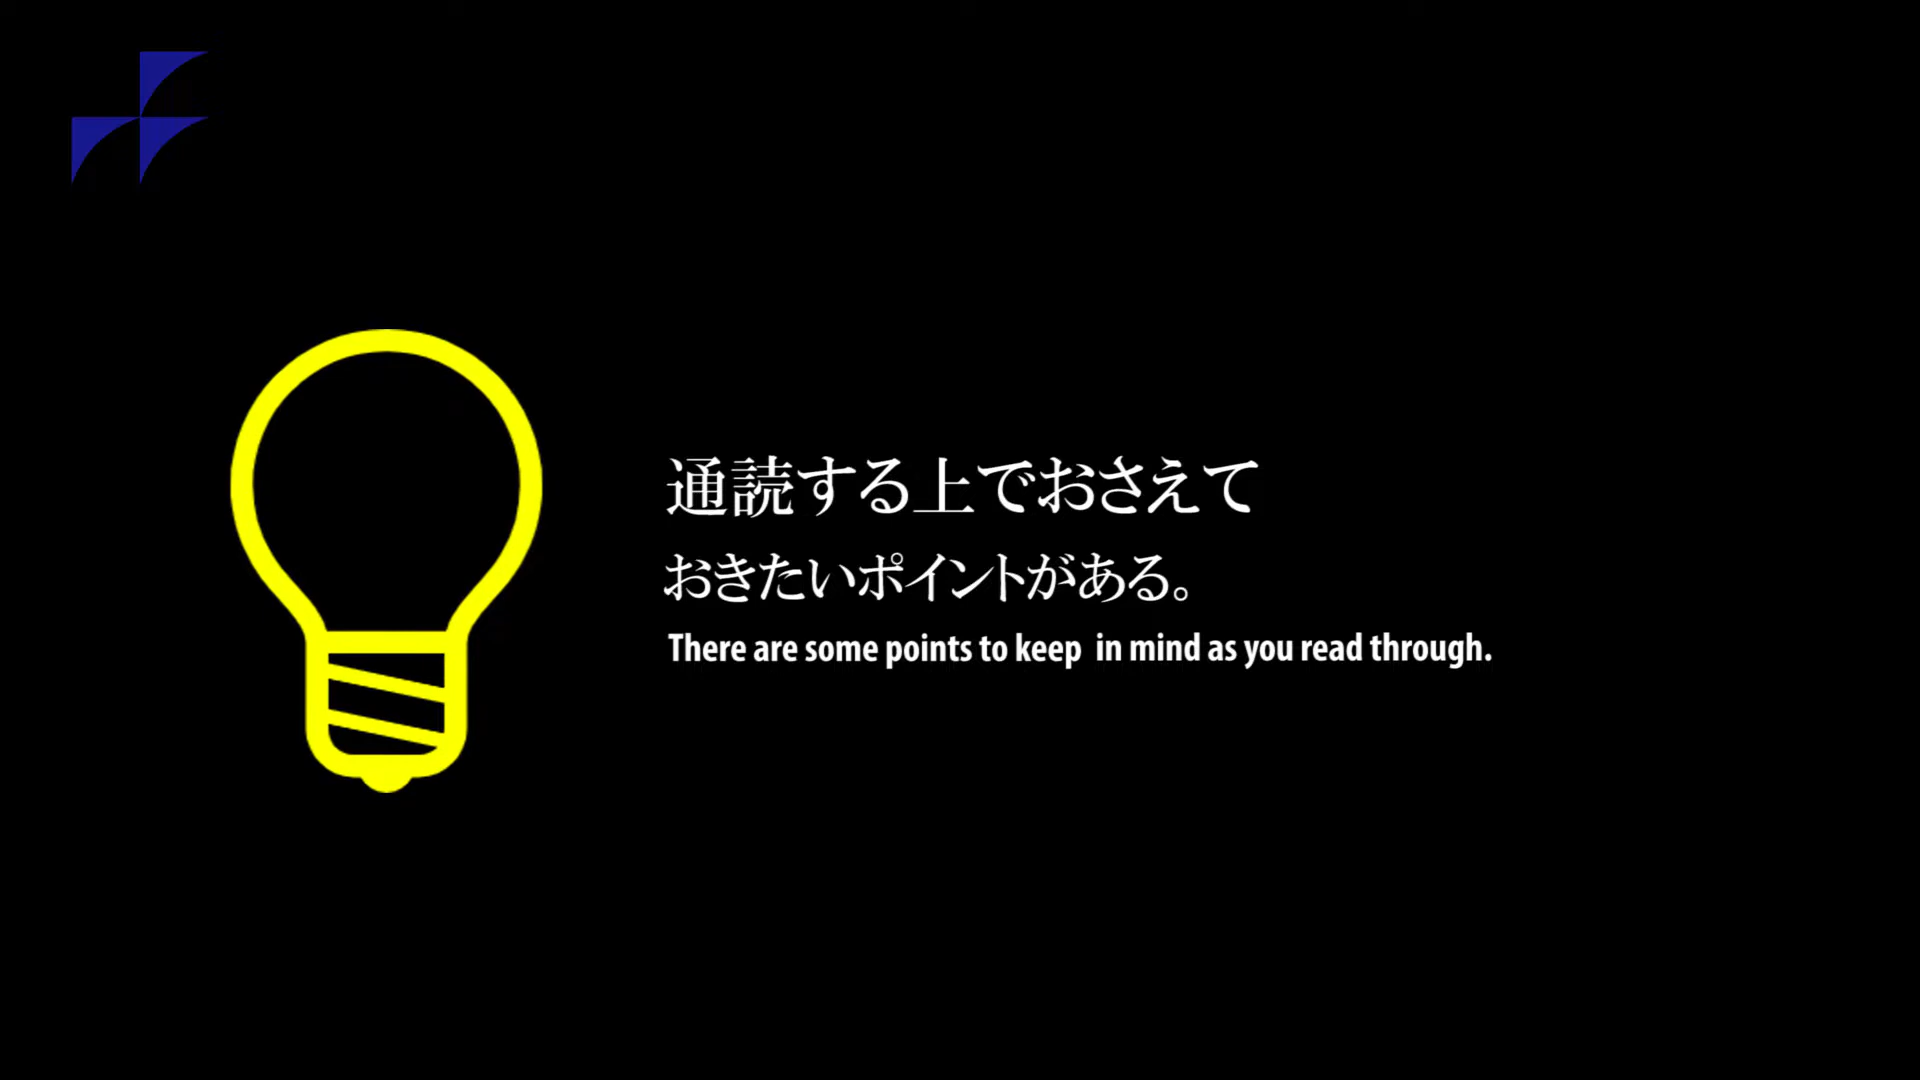 通読する上でおさえて
おきたいポイントがある。
There are some points to keep in mind as you read through.